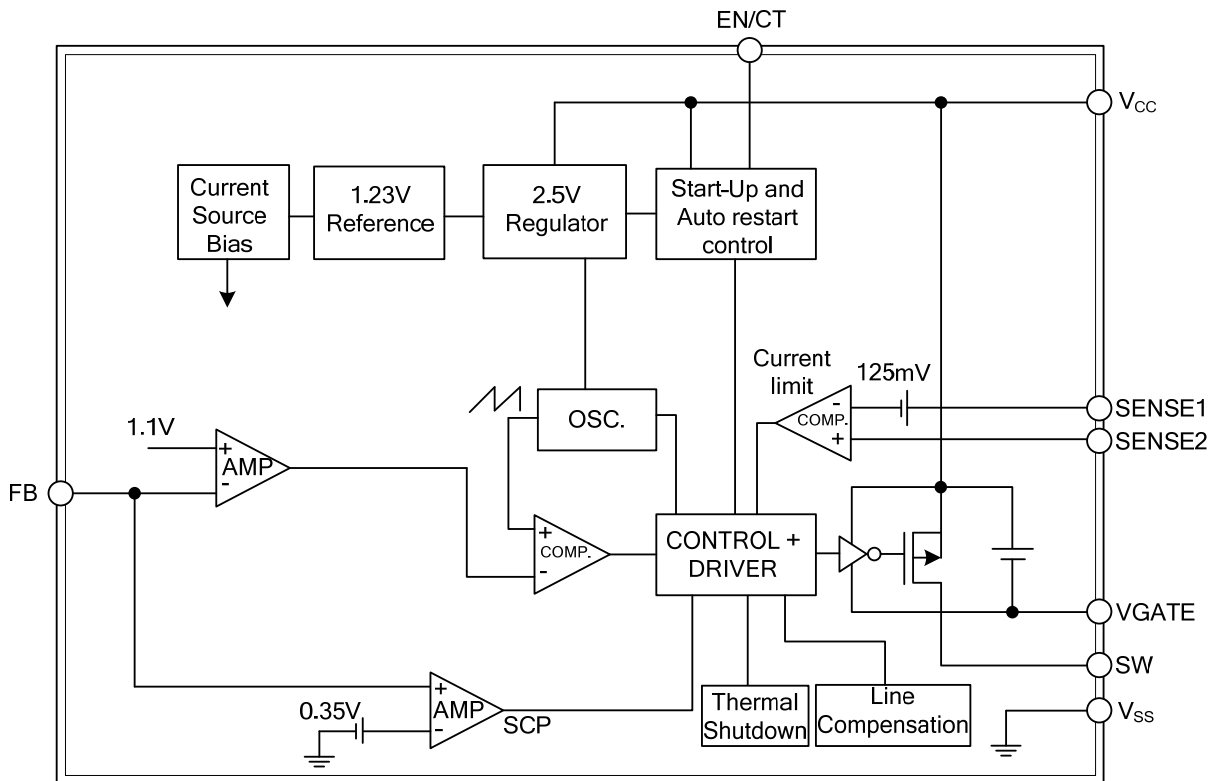 EN/CT
VCC
Current
Source
Bias
1.23V
Reference
2.5V
Regulator
Start-Up and
Auto restart
control
Current
limit
125mV
-
COMP.
+
SENSE1
SENSE2
OSC.
1.1V
+
AMP
-
FB
+
COMP.
-
CONTROL +
DRIVER
VGATE
SW
VSS
0.35V
+
AMP
-
SCP
Thermal
Shutdown
Line
Compensation